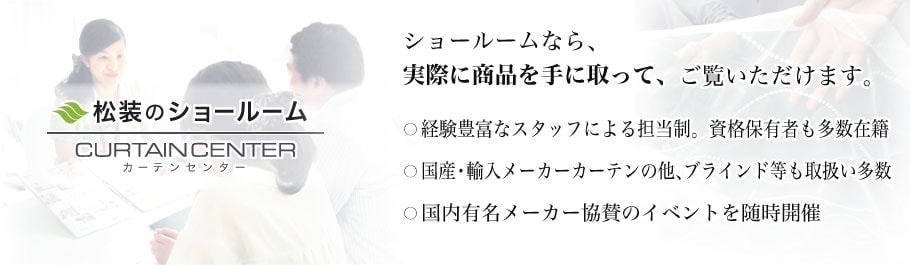 松装のショールーム
CURTAIN CENTER
カーテンセンター
ショールームなら、
実際に商品を手に取って、ご覧いただけます。
○経験豊富なスタッフによる担当制。資格保有者も多数在籍
○国産・輸入メーカーカーテンの他、ブラインド等も取扱い多数
○国内有名メーカー協賛のイベントを随時開催